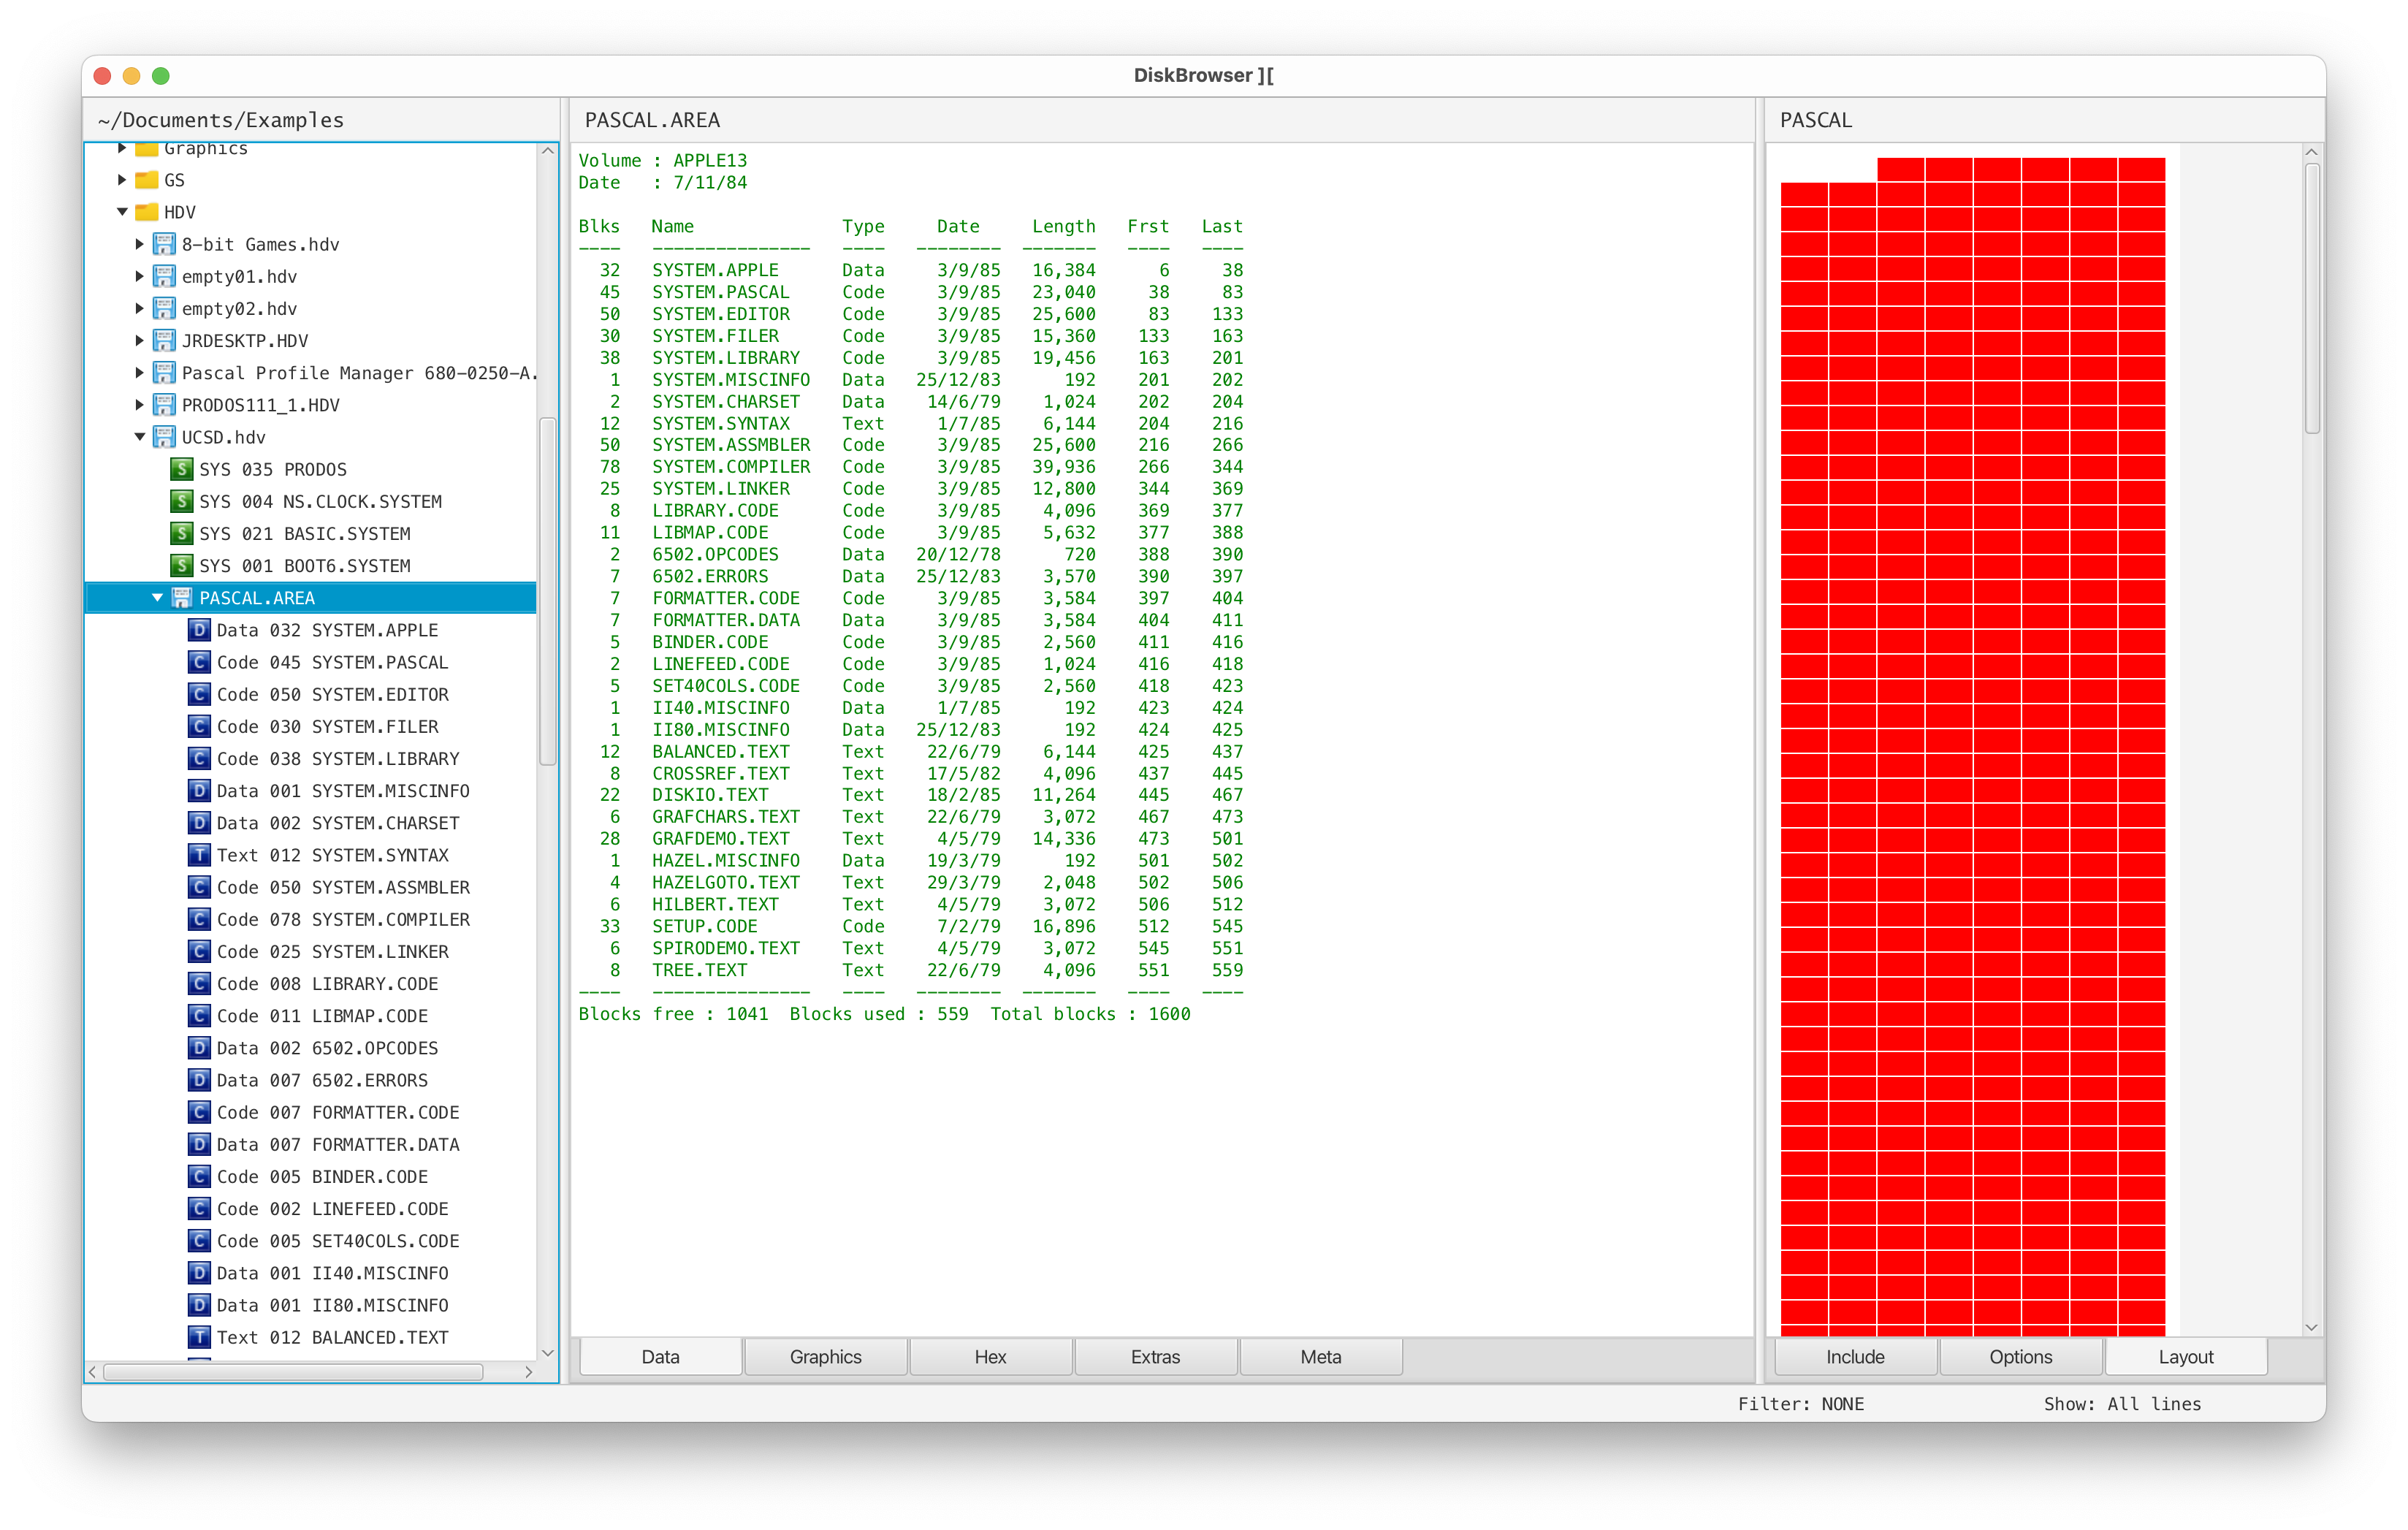 DiskBrowser ][
~/Documents/Examples
Graphics
GS
HDV
8-bit Games.hdv
empty01.hdv
empty02.hdv
JRDESKTP.HDV
Pascal Profile Manager 680-0250-A.
PRODOS111_1.HDV
UCSD.hdv
SYS 035 PRODOS
SYS 004 NS.CLOCK.SYSTEM
SYS 021 BASIC.SYSTEM
SYS 001 BOOT6.SYSTEM
PASCAL.AREA
Data 032 SYSTEM.APPLE
Code 045 SYSTEM.PASCAL
Code 050 SYSTEM.EDITOR
Code 030 SYSTEM.FILER
Code 038 SYSTEM.LIBRARY
Data 001 SYSTEM.MISCINFO
Data 002 SYSTEM.CHARSET
Text 012 SYSTEM.SYNTAX
Code 050 SYSTEM.ASSMBLER
Code 078 SYSTEM.COMPILER
Code 025 SYSTEM.LINKER
Code 008 LIBRARY.CODE
Code 011 LIBMAP.CODE
Data 002 6502.OPCODES
Data 007 6502.ERRORS
Code 007 FORMATTER.CODE
Data 007 FORMATTER.DATA
Code 005 BINDER.CODE
Code 002 LINEFEED.CODE
Code 005 SET40COLS.CODE
Data 001 II40.MISCINFO
Data 001 II80.MISCINFO
Text 012 BALANCED.TEXT
PASCAL.AREA
Volume : APPLE13
Date   : 7/11/84
Blks   Name              Type     Date     Length   Frst   Last
----   ---------------   ----   --------   -------   ----   ----
32   SYSTEM.APPLE      Data     3/9/85   16,384      6     38
45   SYSTEM.PASCAL     Code     3/9/85   23,040     38     83
50   SYSTEM.EDITOR     Code     3/9/85   25,600     83    133
30   SYSTEM.FILER      Code     3/9/85   15,360    133    163
38   SYSTEM.LIBRARY    Code     3/9/85   19,456    163    201
1   SYSTEM.MISCINFO   Data   25/12/83      192    201    202
2   SYSTEM.CHARSET    Data    14/6/79    1,024    202    204
12   SYSTEM.SYNTAX     Text     1/7/85    6,144    204    216
50   SYSTEM.ASSMBLER   Code     3/9/85   25,600    216    266
78   SYSTEM.COMPILER   Code     3/9/85   39,936    266    344
25   SYSTEM.LINKER     Code     3/9/85   12,800    344    369
8   LIBRARY.CODE      Code     3/9/85    4,096    369    377
11   LIBMAP.CODE       Code     3/9/85    5,632    377    388
2   6502.OPCODES      Data   20/12/78      720    388    390
7   6502.ERRORS       Data   25/12/83    3,570    390    397
7   FORMATTER.CODE    Code     3/9/85    3,584    397    404
7   FORMATTER.DATA    Data     3/9/85    3,584    404    411
5   BINDER.CODE       Code     3/9/85    2,560    411    416
2   LINEFEED.CODE     Code     3/9/85    1,024    416    418
5   SET40COLS.CODE    Code     3/9/85    2,560    418    423
1   II40.MISCINFO     Data     1/7/85      192    423    424
1   II80.MISCINFO     Data   25/12/83      192    424    425
12   BALANCED.TEXT     Text    22/6/79    6,144    425    437
8   CROSSREF.TEXT     Text    17/5/82    4,096    437    445
22   DISKIO.TEXT       Text    18/2/85   11,264    445    467
6   GRAFCHARS.TEXT    Text    22/6/79    3,072    467    473
28   GRAFDEMO.TEXT     Text     4/5/79   14,336    473    501
1   HAZEL.MISCINFO    Data    19/3/79      192    501    502
4   HAZELGOTO.TEXT    Text    29/3/79    2,048    502    506
6   HILBERT.TEXT      Text     4/5/79    3,072    506    512
33   SETUP.CODE        Code     7/2/79   16,896    512    545
6   SPIRODEMO.TEXT    Text     4/5/79    3,072    545    551
8   TREE.TEXT         Text    22/6/79    4,096    551    559
----   ---------------   ----   --------   -------   ----   ----
Blocks free : 1041  Blocks used : 559  Total blocks : 1600
Data Graphics Hex Extras Meta
PASCAL
Include Options Layout
Filter: NONE Show: All lines